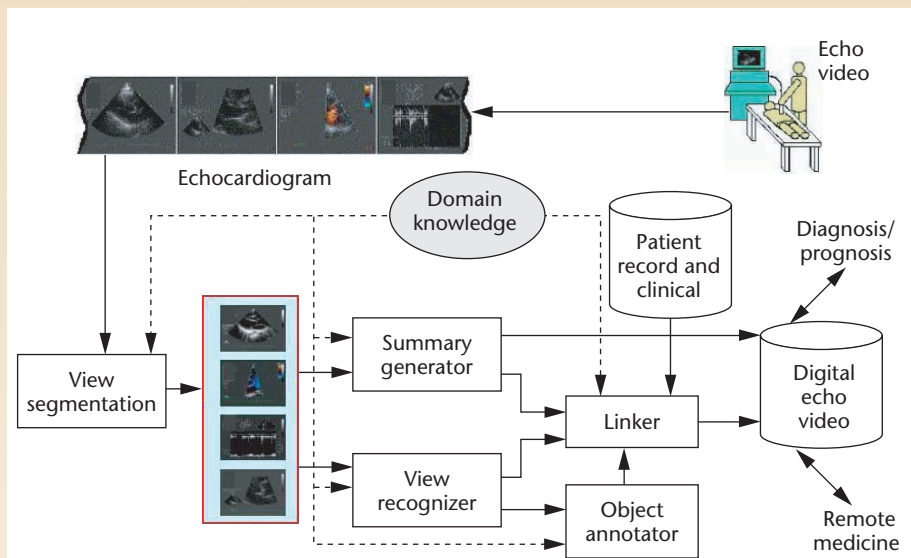 Echo
video
Echocardiogram
Domain
knowledge
Patient
record and
clinical
Diagnosis/
prognosis
View
segmentation
Summary
generator
Linker
Digital
echo
video
View
recognizer
Object
annotator
Remote
medicine